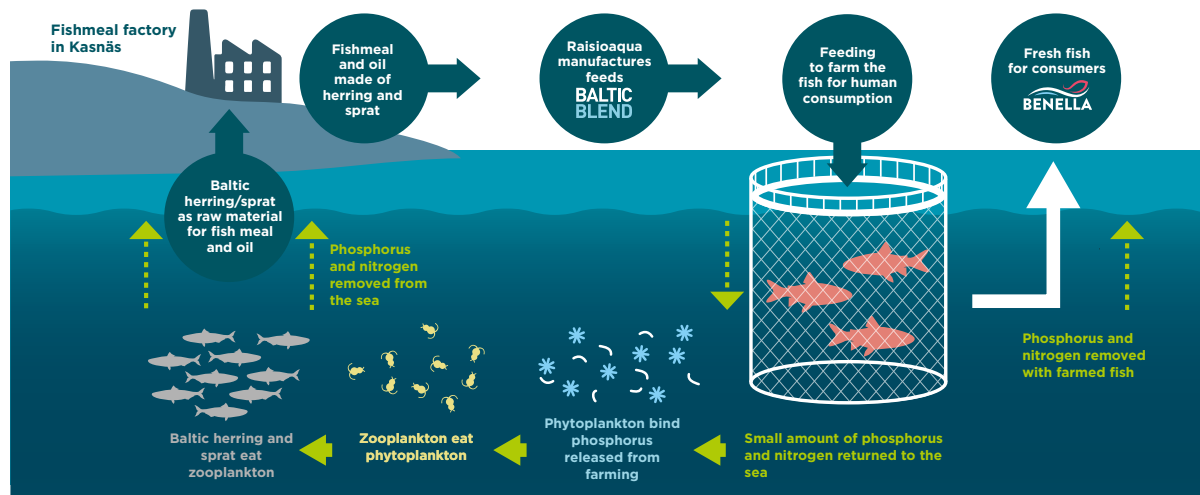 Fishmeal factory
in Kasnäs
Fishmeal
and oil
made of
herring and
sprat
Raisioaqua
manufactures
feeds
BALTIC
BLEND
Feeding
to farm the
fish for human
consumption
Fresh fish
for consumers
BENELLA
Baltic
herring/sprat
as raw material
for fish meal
and oil
Phosphorus
and nitrogen
removed from
the sea
Phosphorus and
nitrogen removed
with farmed fish
Baltic herring and
sprat eat
zooplankton
Zooplankton eat
phytoplankton
Phytoplankton bind
phosphorus
released from
farming
Small amount of phosphorus
and nitrogen returned to the
sea